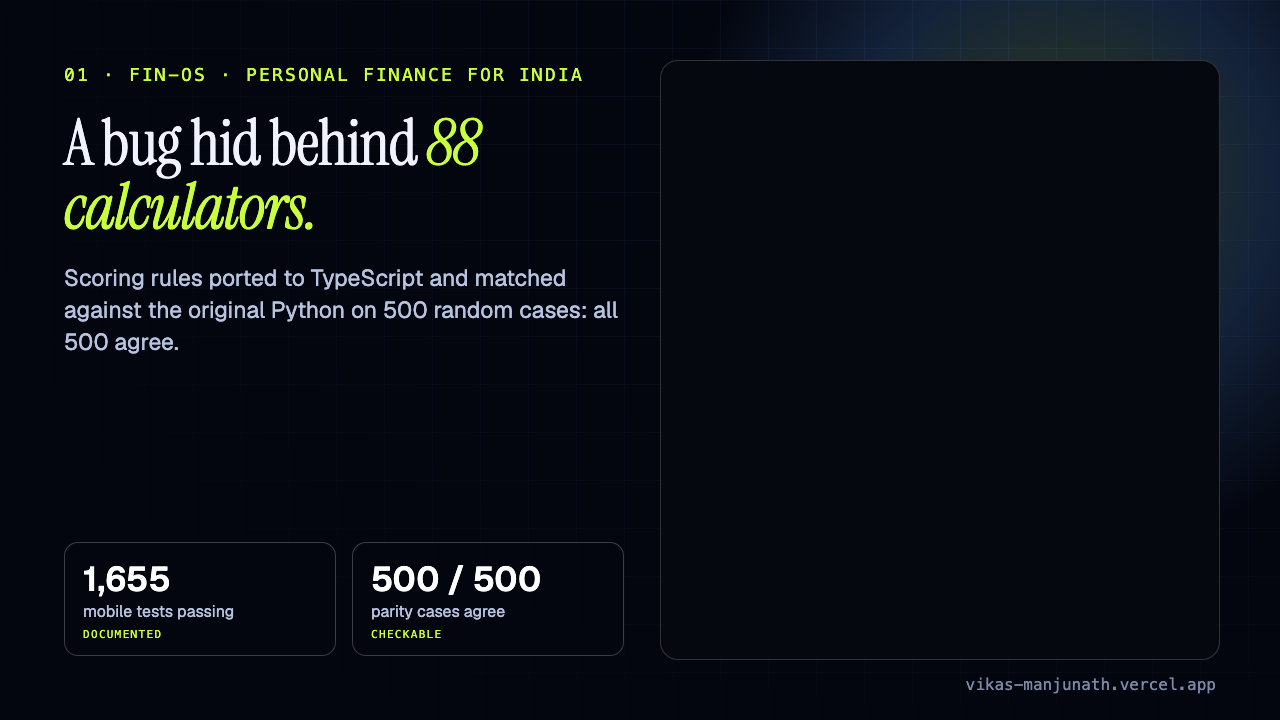 01 · FIN-OS · PERSONAL FINANCE FOR INDIA
A bug hid behind 88
calculators.
Scoring rules ported to TypeScript and matched
against the original Python on 500 random cases: all
500 agree.
1,655
mobile tests passing
DOCUMENTED
500 / 500
parity cases agree
CHECKABLE
vikas-manjunath.vercel.app